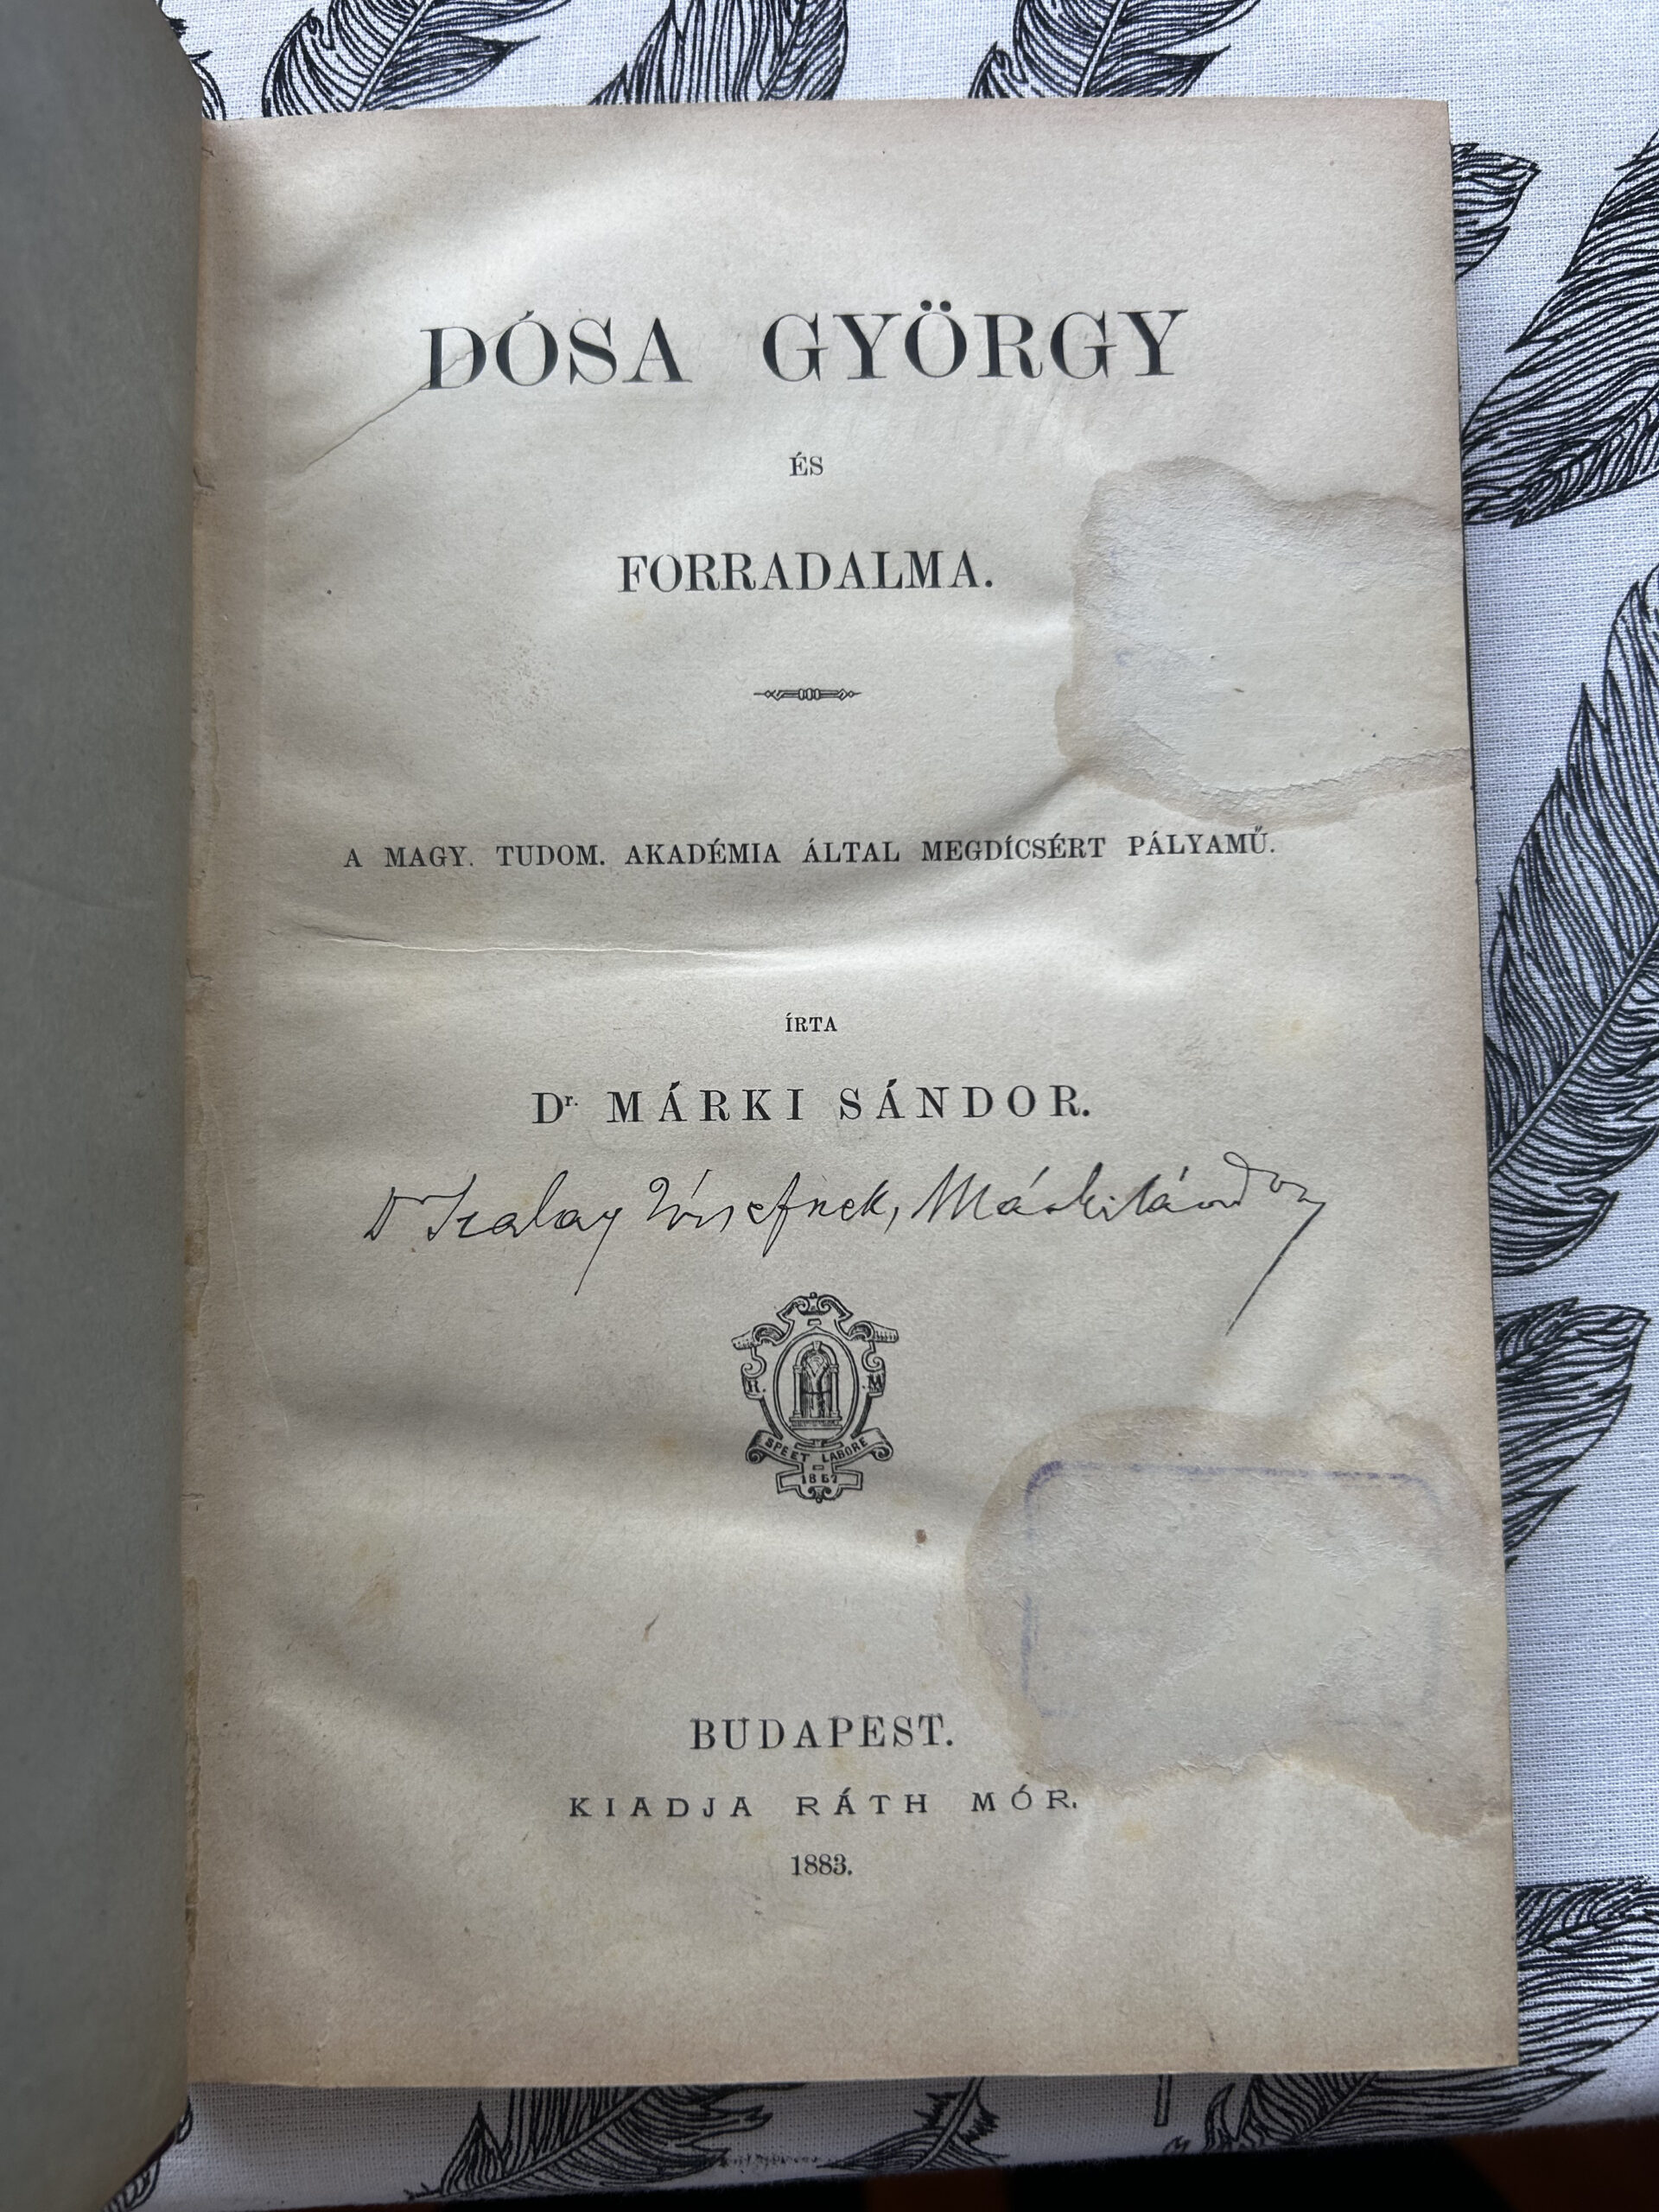 DÓSA GYÖRGY
ÉS
FORRADALMA.
A MAGY. TUDOM. AKADÉMIA ÁLTAL MEGDÍCSÉRT PÁLYAMŰ.
ÍRTA
Dr. MÁRKI SÁNDOR.
Dr Szalay Józsefnek, Márki Sándor
R. M
SPE ET LABORE
1857
BUDAPEST.
KIADJA RÁTH MÓR.
1883.